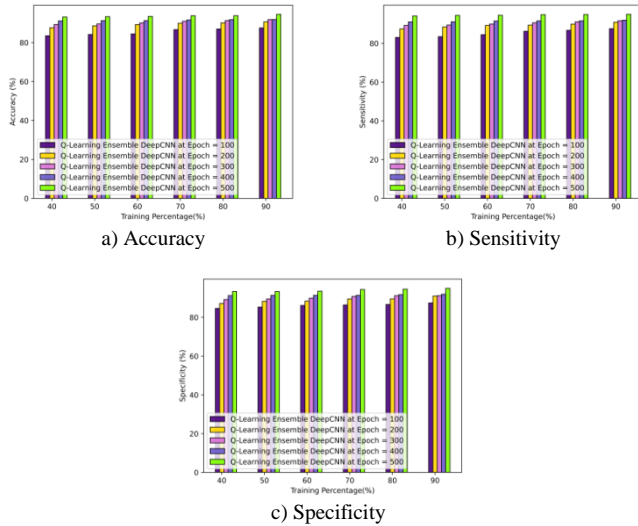 80
60
40
20
0
Accuracy (%)
Q-Learning Ensemble DeepCNN at Epoch = 100
Q-Learning Ensemble DeepCNN at Epoch = 200
Q-Learning Ensemble DeepCNN at Epoch = 300
Q-Learning Ensemble DeepCNN at Epoch = 400
Q-Learning Ensemble DeepCNN at Epoch = 500
40 50 60 70 80 90
Training Percentage(%)
a) Accuracy
80
60
40
20
0
Sensitivity (%)
Q-Learning Ensemble DeepCNN at Epoch = 100
Q-Learning Ensemble DeepCNN at Epoch = 200
Q-Learning Ensemble DeepCNN at Epoch = 300
Q-Learning Ensemble DeepCNN at Epoch = 400
Q-Learning Ensemble DeepCNN at Epoch = 500
40 50 60 70 80 90
Training Percentage(%)
b) Sensitivity
80
60
40
20
0
Specificity (%)
Q-Learning Ensemble DeepCNN at Epoch = 100
Q-Learning Ensemble DeepCNN at Epoch = 200
Q-Learning Ensemble DeepCNN at Epoch = 300
Q-Learning Ensemble DeepCNN at Epoch = 400
Q-Learning Ensemble DeepCNN at Epoch = 500
40 50 60 70 80 90
Training Percentage(%)
c) Specificity